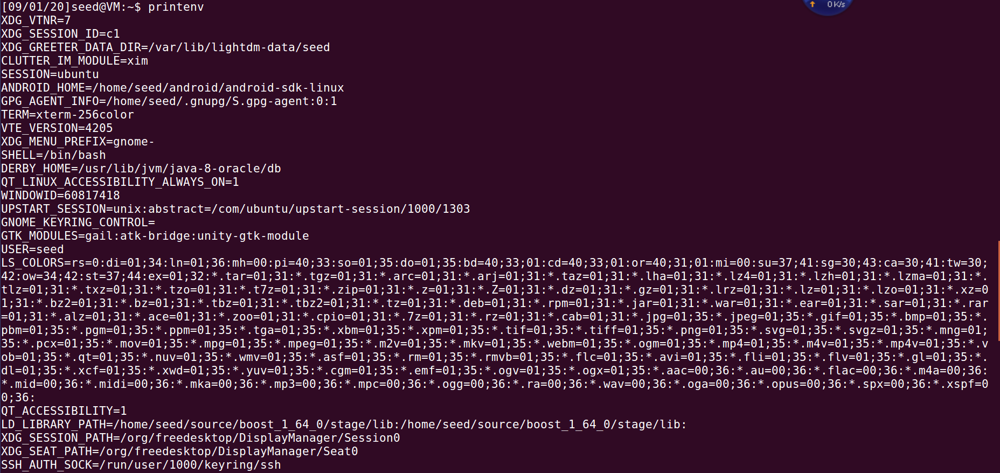 [09/01/20]seed@VM:~$ printenv
0K/s
XDG_VTNR=7
XDG_SESSION_ID=c1
XDG_GREETER_DATA_DIR=/var/lib/lightdm-data/seed
CLUTTER_IM_MODULE=xim
SESSION=ubuntu
ANDROID_HOME=/home/seed/android/android-sdk-linux
GPG_AGENT_INFO=/home/seed/.gnupg/S.gpg-agent:0:1
TERM=xterm-256color
VTE_VERSION=4205
XDG_MENU_PREFIX=gnome-
SHELL=/bin/bash
DERBY_HOME=/usr/lib/jvm/java-8-oracle/db
QT_LINUX_ACCESSIBILITY_ALWAYS_ON=1
WINDOWID=60817418
UPSTART_SESSION=unix:abstract=/com/ubuntu/upstart-session/1000/1303
GNOME_KEYRING_CONTROL=
GTK_MODULES=gail:atk-bridge:unity-gtk-module
USER=seed
LS_COLORS=rs=0:di=01;34:ln=01;36:mh=00:pi=40;33:so=01;35:do=01;35:bd=40;33;01:cd=40;33;01:or=40;31;01:mi=00:su=37;41:sg=30;43:ca=30;41:tw=30;
42:ow=34;42:st=37;44:ex=01;32:*.tar=01;31:*.tgz=01;31:*.arc=01;31:*.arj=01;31:*.taz=01;31:*.lha=01;31:*.lz4=01;31:*.lzh=01;31:*.lzma=01;31:*.
tlz=01;31:*.txz=01;31:*.tzo=01;31:*.t7z=01;31:*.zip=01;31:*.z=01;31:*.Z=01;31:*.dz=01;31:*.gz=01;31:*.lrz=01;31:*.lz=01;31:*.lzo=01;31:*.xz=0
1;31:*.bz2=01;31:*.bz=01;31:*.tbz=01;31:*.tbz2=01;31:*.tz=01;31:*.deb=01;31:*.rpm=01;31:*.jar=01;31:*.war=01;31:*.ear=01;31:*.sar=01;31:*.rar
=01;31:*.alz=01;31:*.ace=01;31:*.zoo=01;31:*.cpio=01;31:*.7z=01;31:*.rz=01;31:*.cab=01;31:*.jpg=01;35:*.jpeg=01;35:*.gif=01;35:*.bmp=01;35:*.
pbm=01;35:*.pgm=01;35:*.ppm=01;35:*.tga=01;35:*.xbm=01;35:*.xpm=01;35:*.tif=01;35:*.tiff=01;35:*.png=01;35:*.svg=01;35:*.svgz=01;35:*.mng=01;
35:*.pcx=01;35:*.mov=01;35:*.mpg=01;35:*.mpeg=01;35:*.m2v=01;35:*.mkv=01;35:*.webm=01;35:*.ogm=01;35:*.mp4=01;35:*.m4v=01;35:*.mp4v=01;35:*.v
ob=01;35:*.qt=01;35:*.nuv=01;35:*.wmv=01;35:*.asf=01;35:*.rm=01;35:*.rmvb=01;35:*.flc=01;35:*.avi=01;35:*.fli=01;35:*.flv=01;35:*.gl=01;35:*.
dl=01;35:*.xcf=01;35:*.xwd=01;35:*.yuv=01;35:*.cgm=01;35:*.emf=01;35:*.ogv=01;35:*.ogx=01;35:*.aac=00;36:*.au=00;36:*.flac=00;36:*.m4a=00;36:
*.mid=00;36:*.midi=00;36:*.mka=00;36:*.mp3=00;36:*.mpc=00;36:*.ogg=00;36:*.ra=00;36:*.wav=00;36:*.oga=00;36:*.opus=00;36:*.spx=00;36:*.xspf=0
0;36:
QT_ACCESSIBILITY=1
LD_LIBRARY_PATH=/home/seed/source/boost_1_64_0/stage/lib:/home/seed/source/boost_1_64_0/stage/lib:
XDG_SESSION_PATH=/org/freedesktop/DisplayManager/Session0
XDG_SEAT_PATH=/org/freedesktop/DisplayManager/Seat0
SSH_AUTH_SOCK=/run/user/1000/keyring/ssh